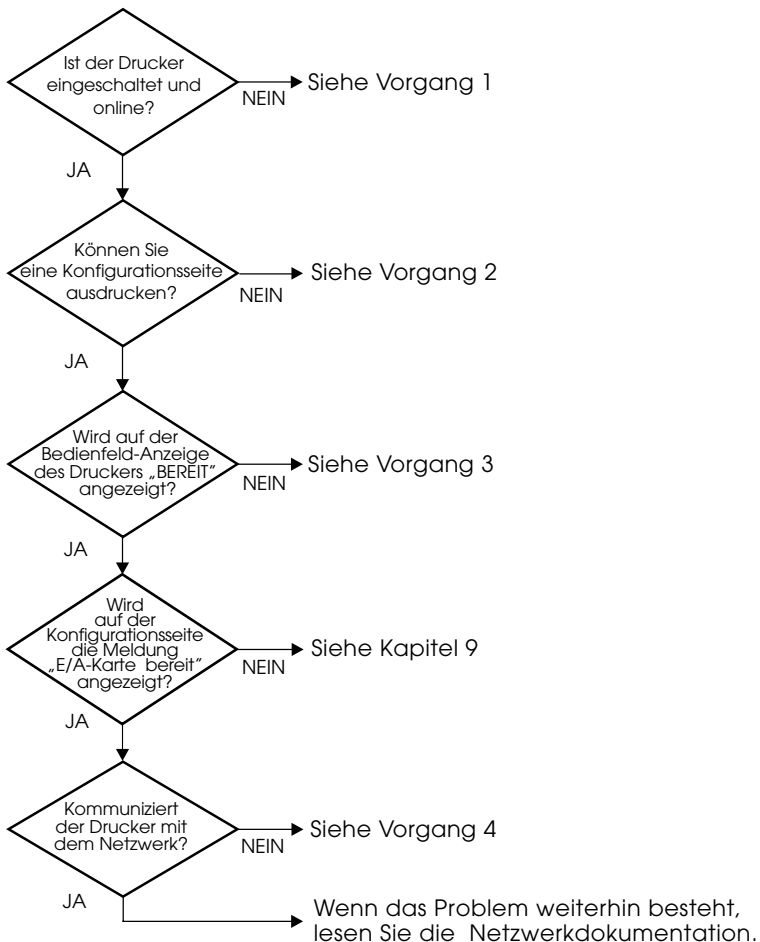 Ist der Drucker
eingeschaltet und
online?
NEIN
Siehe Vorgang 1
JA
Können Sie
eine Konfigurationsseite
ausdrucken?
NEIN
Siehe Vorgang 2
JA
Wird auf der
Bedienfeld-Anzeige
des Druckers „BEREIT"
angezeigt?
NEIN
Siehe Vorgang 3
JA
Wird
auf der
Konfigurationsseite
die Meldung
„E/A-Karte bereit"
angezeigt?
NEIN
Siehe Kapitel 9
JA
Kommuniziert
der Drucker mit
dem Netzwerk?
NEIN
Siehe Vorgang 4
JA
Wenn das Problem weiterhin besteht,
lesen Sie die Netzwerkdokumentation.